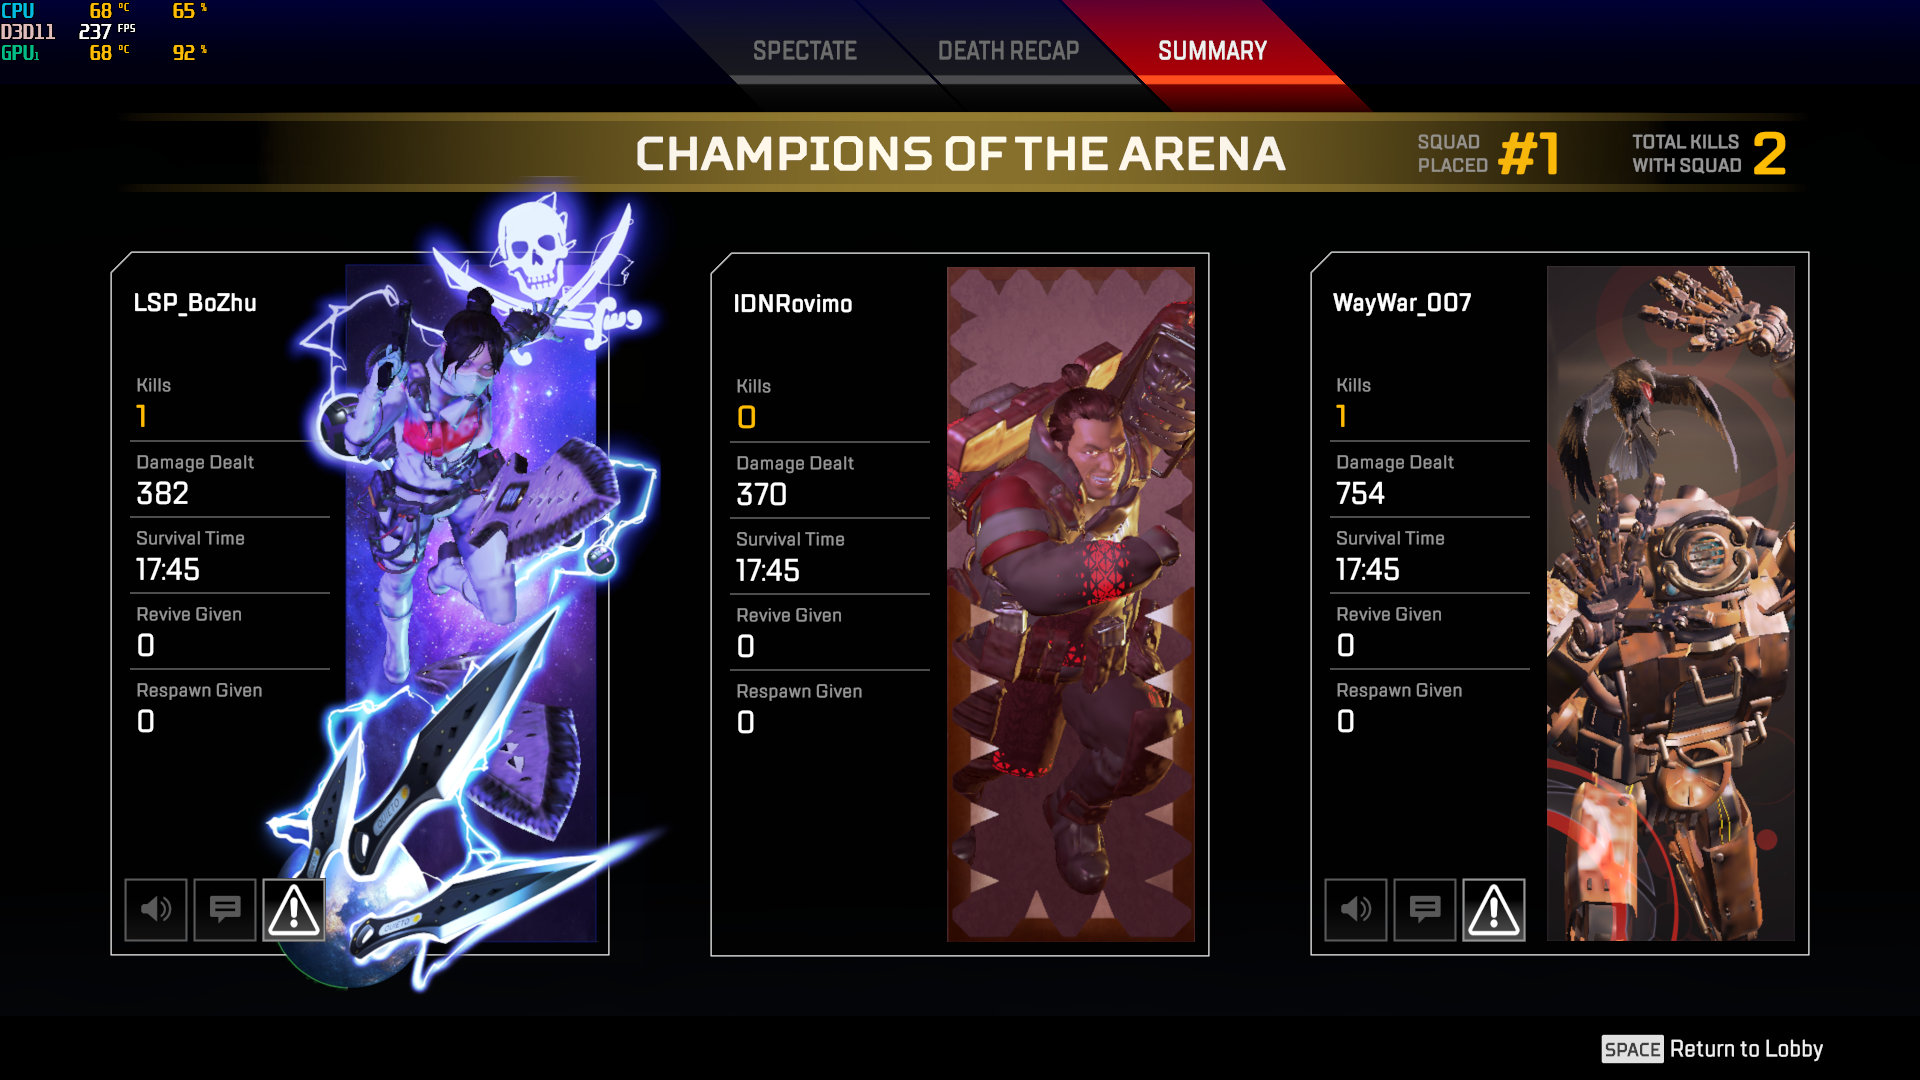 CPU 68 °C 65 %
D3D11 237 FPS
GPU1 68 °C 92 %
SPECTATE
DEATH RECAP
SUMMARY
CHAMPIONS OF THE ARENA
SQUAD
PLACED
#1
TOTAL KILLS
WITH SQUAD
2
LSP_BoZhu
Kills
1
Damage Dealt
382
Survival Time
17:45
Revive Given
0
Respawn Given
0
QUIETO
QUIETO
IDNRovimo
Kills
0
Damage Dealt
370
Survival Time
17:45
Revive Given
0
Respawn Given
0
WayWar_007
Kills
1
Damage Dealt
754
Survival Time
17:45
Revive Given
0
Respawn Given
0
SPACE Return to Lobby